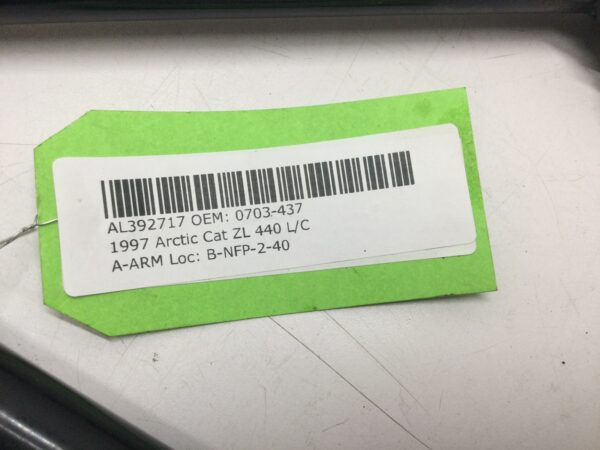 AL392717 OEM: 0703-437
1997 Arctic Cat ZL 440 L/C
A-ARM Loc: B-NFP-2-40